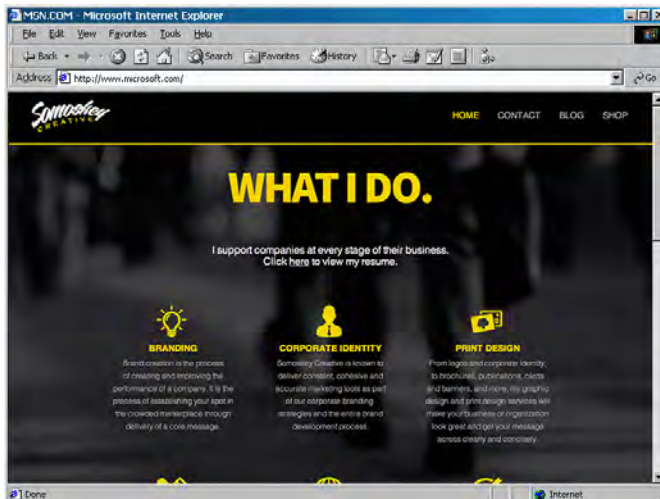 MSN.COM - Microsoft Internet Explorer
File Edit View Favorites Tools Help
Back Search Favorites History
Address http://www.microsoft.com/ Go
Somoskey
CREATIVE
HOME CONTACT BLOG SHOP
WHAT I DO.
I support companies at every stage of their business.
Click here to view my resume.
BRANDING
Brand creation is the process
of creating and improving the
performance of a company. It is the
process of establishing your spot in
the crowded marketplace through
delivery of a core message.
CORPORATE IDENTITY
Somoskey Creative is known to
deliver constant, cohesive and
accurate marketing tools as part
of our corporate branding
strategies and the entire brand
development process.
PRINT DESIGN
From logos and corporate identity,
to brochures, publications, cards
and banners, and more, my graphic
design and print design services will
make your business or organization
look great and get your message
across clearly and concisely.
Done Internet